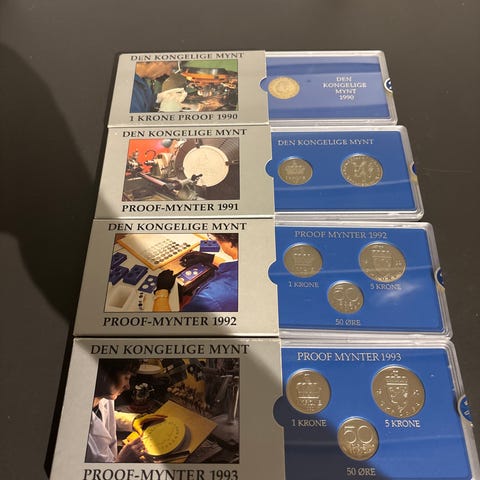 DEN KONGELIGE MYNT
1 KRONE PROOF 1990
DEN
KONGELIGE
MYNT
1990
DEN KONGELIGE MYNT
PROOF-MYNTER 1991
DEN KONGELIGE MYNT
DEN KONGELIGE MYNT
PROOF-MYNTER 1992
PROOF MYNTER 1992
1 KRONE
5 KRONE
50 ØRE
DEN KONGELIGE MYNT
PROOF-MYNTER 1993
PROOF MYNTER 1993
1 KRONE
5 KRONE
50
50 ØRE